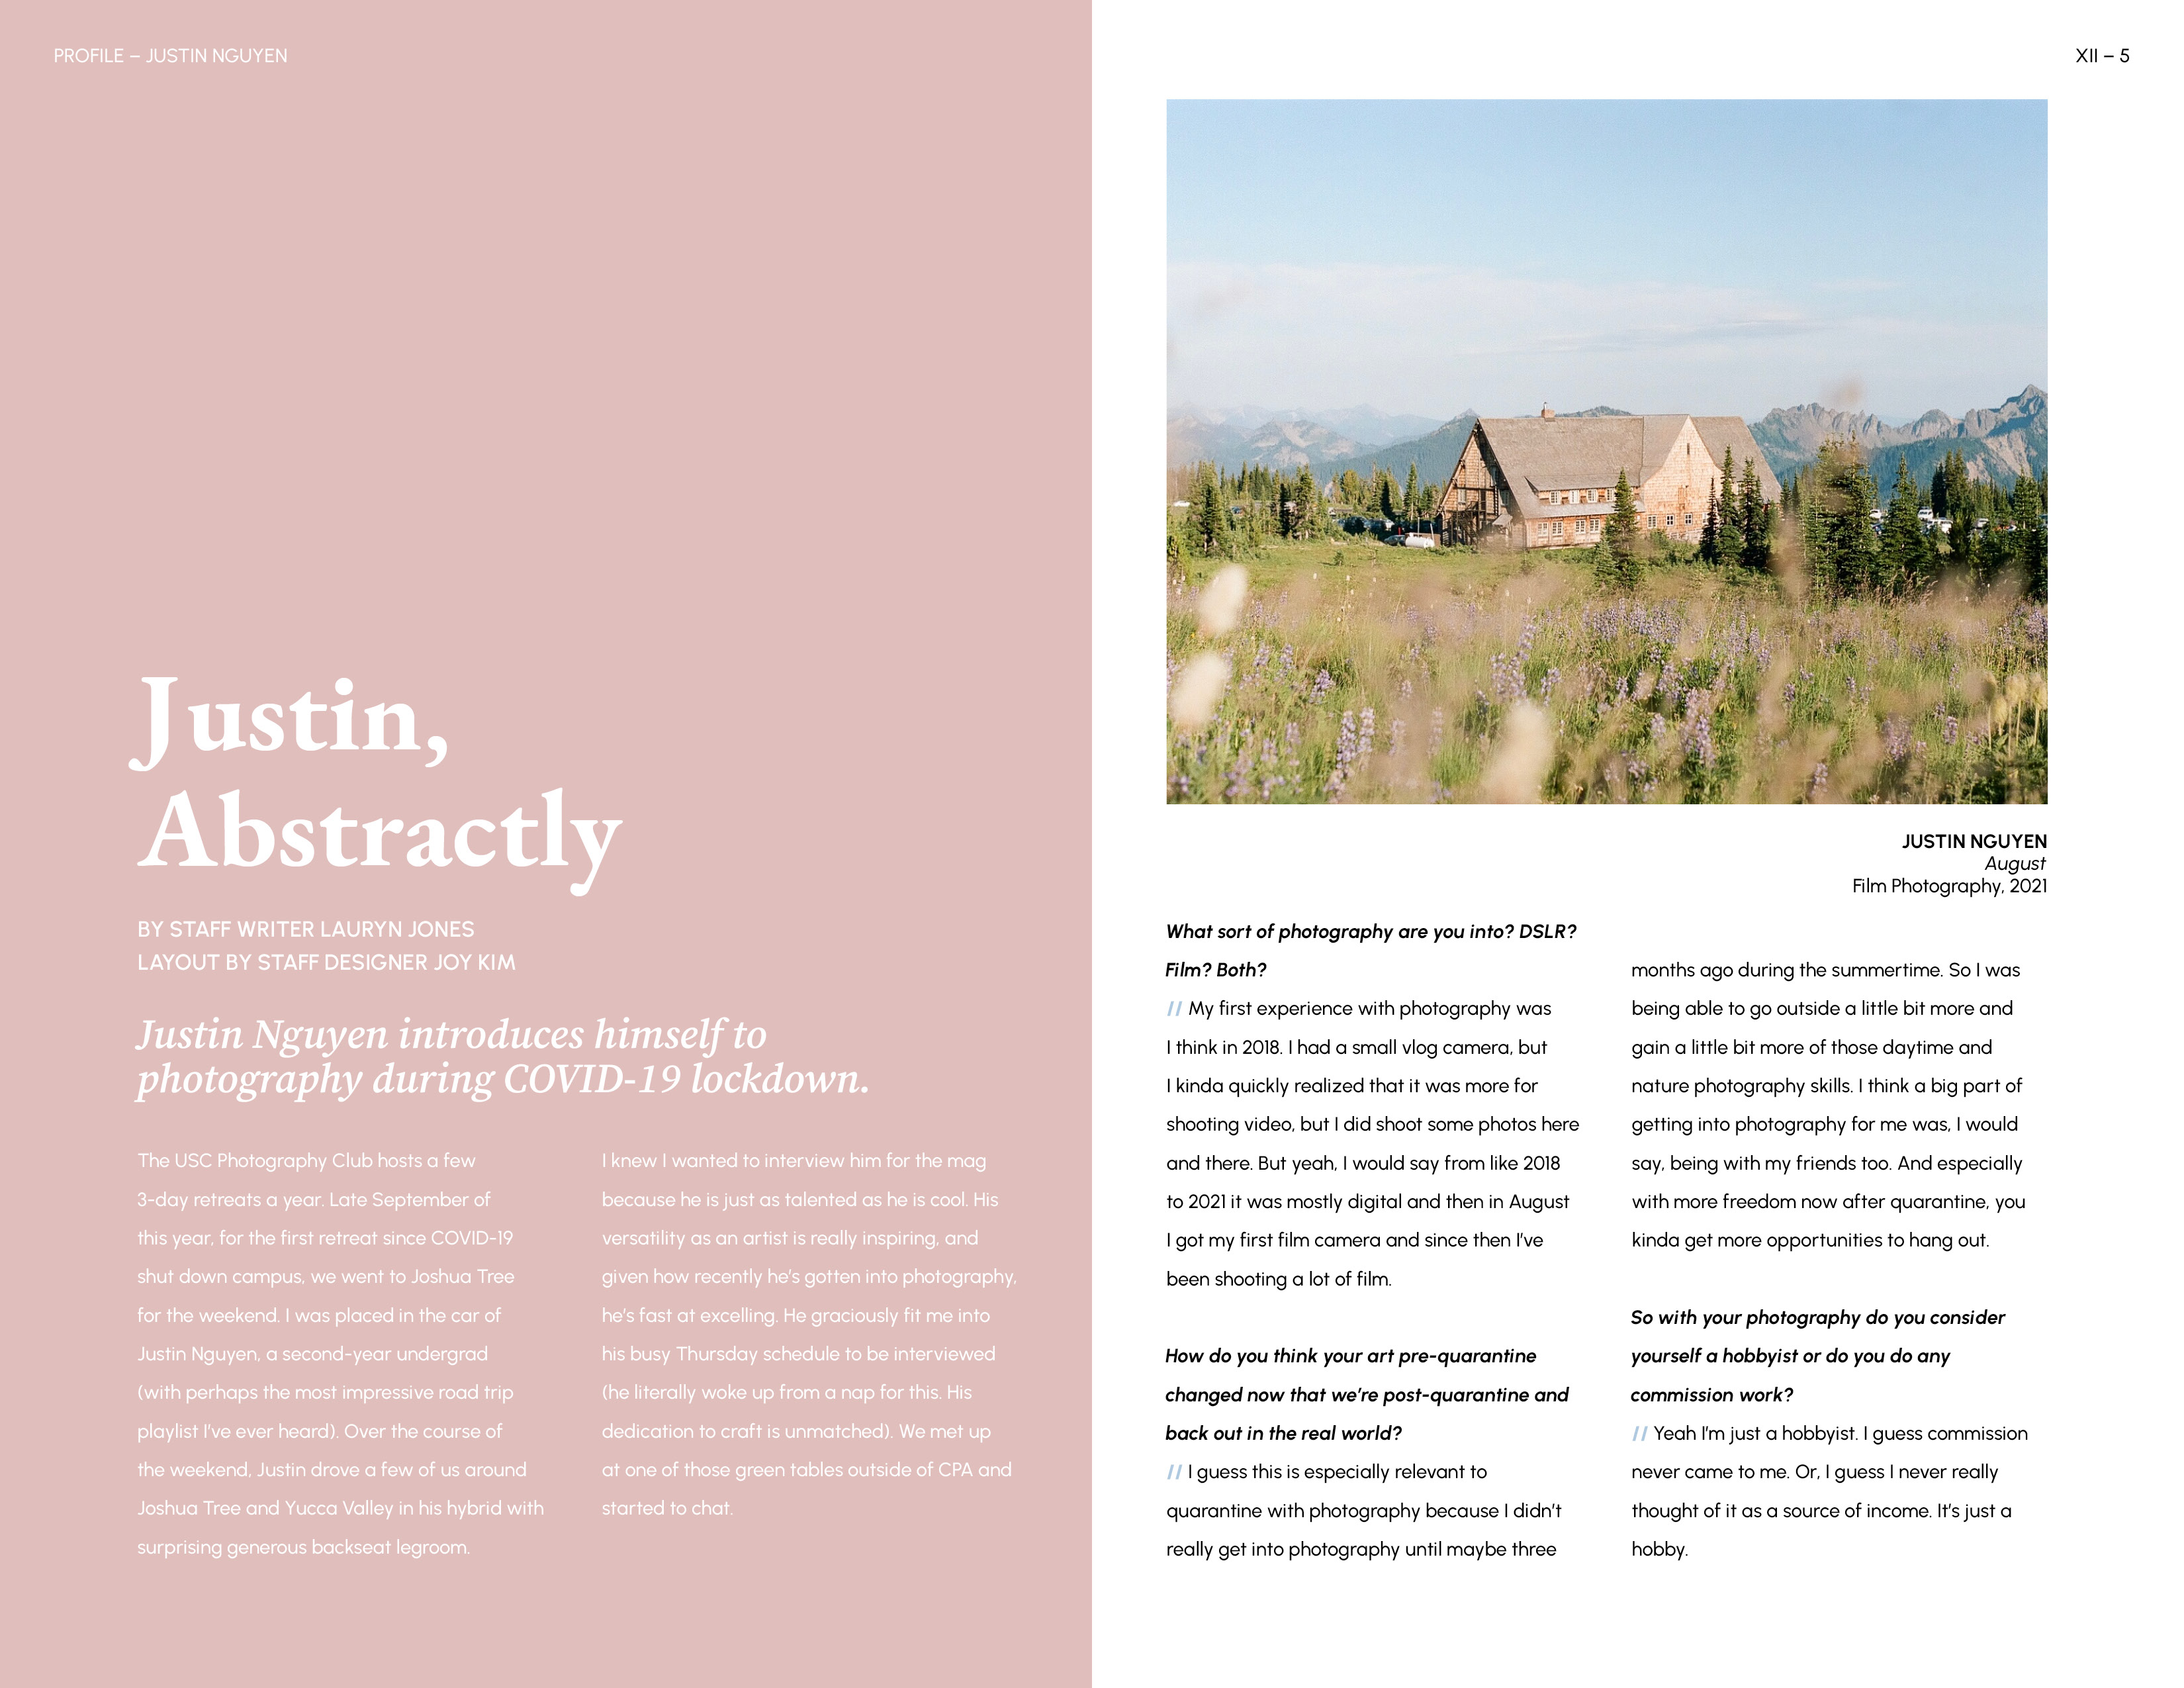 PROFILE – JUSTIN NGUYEN
Justin,
Abstractly
BY STAFF WRITER LAURYN JONES
LAYOUT BY STAFF DESIGNER JOY KIM
Justin Nguyen introduces himself to
photography during COVID-19 lockdown.
The USC Photography Club hosts a few
3-day retreats a year. Late September of
this year, for the first retreat since COVID-19
shut down campus, we went to Joshua Tree
for the weekend. I was placed in the car of
Justin Nguyen, a second-year undergrad
(with perhaps the most impressive road trip
playlist I've ever heard). Over the course of
the weekend, Justin drove a few of us around
Joshua Tree and Yucca Valley in his hybrid with
surprising generous backseat legroom.
I knew I wanted to interview him for the mag
because he is just as talented as he is cool. His
versatility as an artist is really inspiring, and
given how recently he's gotten into photography,
he's fast at excelling. He graciously fit me into
his busy Thursday schedule to be interviewed
(he literally woke up from a nap for this. His
dedication to craft is unmatched). We met up
at one of those green tables outside of CPA and
started to chat.
XII – 5
JUSTIN NGUYEN
August
Film Photography, 2021
What sort of photography are you into? DSLR?
Film? Both?
// My first experience with photography was
I think in 2018. I had a small vlog camera, but
I kinda quickly realized that it was more for
shooting video, but I did shoot some photos here
and there. But yeah, I would say from like 2018
to 2021 it was mostly digital and then in August
I got my first film camera and since then I've
been shooting a lot of film.
How do you think your art pre-quarantine
changed now that we're post-quarantine and
back out in the real world?
// I guess this is especially relevant to
quarantine with photography because I didn't
really get into photography until maybe three
months ago during the summertime. So I was
being able to go outside a little bit more and
gain a little bit more of those daytime and
nature photography skills. I think a big part of
getting into photography for me was, I would
say, being with my friends too. And especially
with more freedom now after quarantine, you
kinda get more opportunities to hang out.
So with your photography do you consider
yourself a hobbyist or do you do any
commission work?
// Yeah I'm just a hobbyist. I guess commission
never came to me. Or, I guess I never really
thought of it as a source of income. It's just a
hobby.